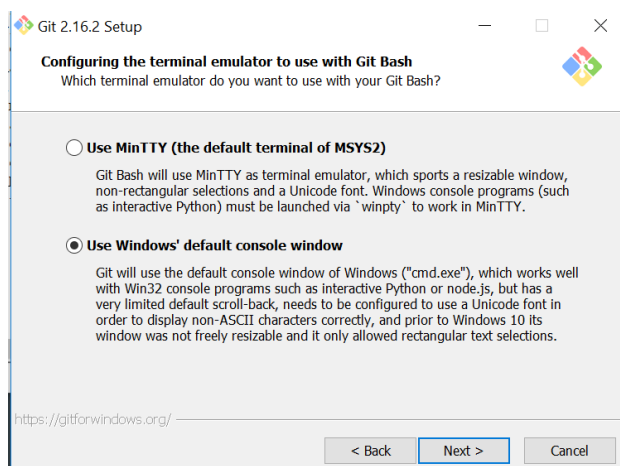 Git 2.16.2 Setup
Configuring the terminal emulator to use with Git Bash
Which terminal emulator do you want to use with your Git Bash?
Use MinTTY (the default terminal of MSYS2)
Git Bash will use MinTTY as terminal emulator, which sports a resizable window,
non-rectangular selections and a Unicode font. Windows console programs (such
as interactive Python) must be launched via `winpty` to work in MinTTY.
Use Windows' default console window
Git will use the default console window of Windows ("cmd.exe"), which works well
with Win32 console programs such as interactive Python or node.js, but has a
very limited default scroll-back, needs to be configured to use a Unicode font in
order to display non-ASCII characters correctly, and prior to Windows 10 its
window was not freely resizable and it only allowed rectangular text selections.
https://gitforwindows.org/
< Back Next > Cancel